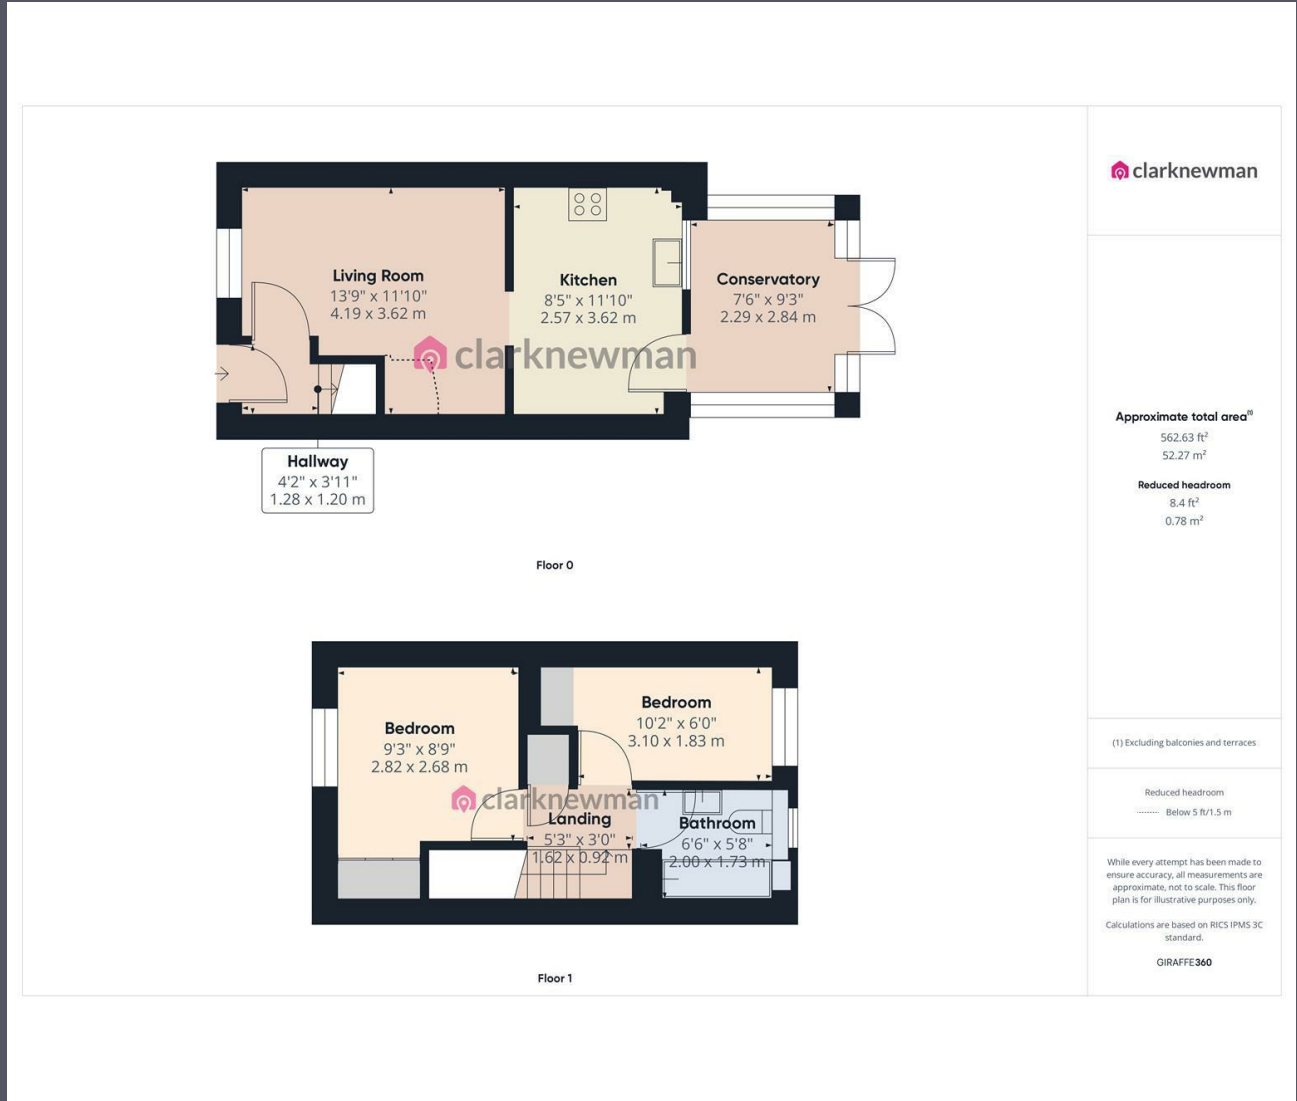 clarknewman
Living Room
13'9" x 11'10"
4.19 x 3.62 m
Kitchen
8'5" x 11'10"
2.57 x 3.62 m
Conservatory
7'6" x 9'3"
2.29 x 2.84 m
clarknewman
Hallway
4'2" x 3'11"
1.28 x 1.20 m
Floor 0
Approximate total area(1)
562.63 ft²
52.27 m²
Reduced headroom
8.4 ft²
0.78 m²
Bedroom
9'3" x 8'9"
2.82 x 2.68 m
Bedroom
10'2" x 6'0"
3.10 x 1.83 m
clarknewman
Landing
5'3" x 3'0"
1.62 x 0.92 m
Bathroom
6'6" x 5'8"
2.00 x 1.73 m
Floor 1
(1) Excluding balconies and terraces
Reduced headroom
Below 5 ft/1.5 m
While every attempt has been made to
ensure accuracy, all measurements are
approximate, not to scale. This floor
plan is for illustrative purposes only.
Calculations are based on RICS IPMS 3C
standard.
GIRAFFE360